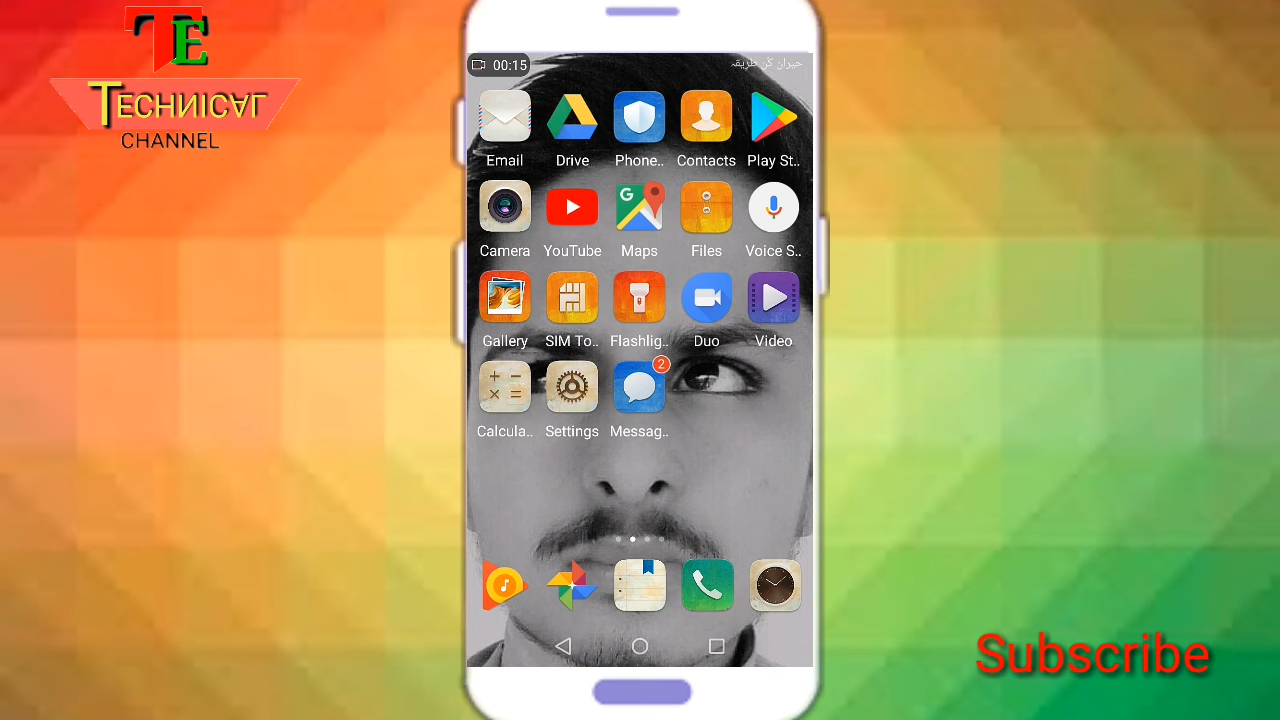 TE
TECHNICAL
CHANNEL
00:15
حیران کن طریقہ
Email
Drive
Phone..
Contacts
Play St..
Camera
YouTube
G
Maps
Files
Voice S..
Gallery
SIM To..
Flashlig..
Duo
Video
2
Calcula..
Settings
Messag..
Subscribe